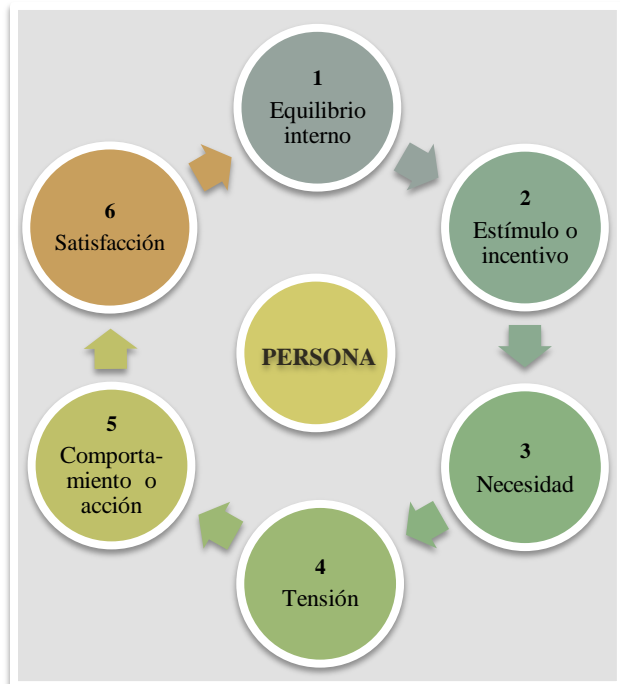 1
Equilibrio
interno
2
Estímulo o
incentivo
3
Necesidad
4
Tensión
5
Comporta-
miento o
acción
6
Satisfacción
PERSONA